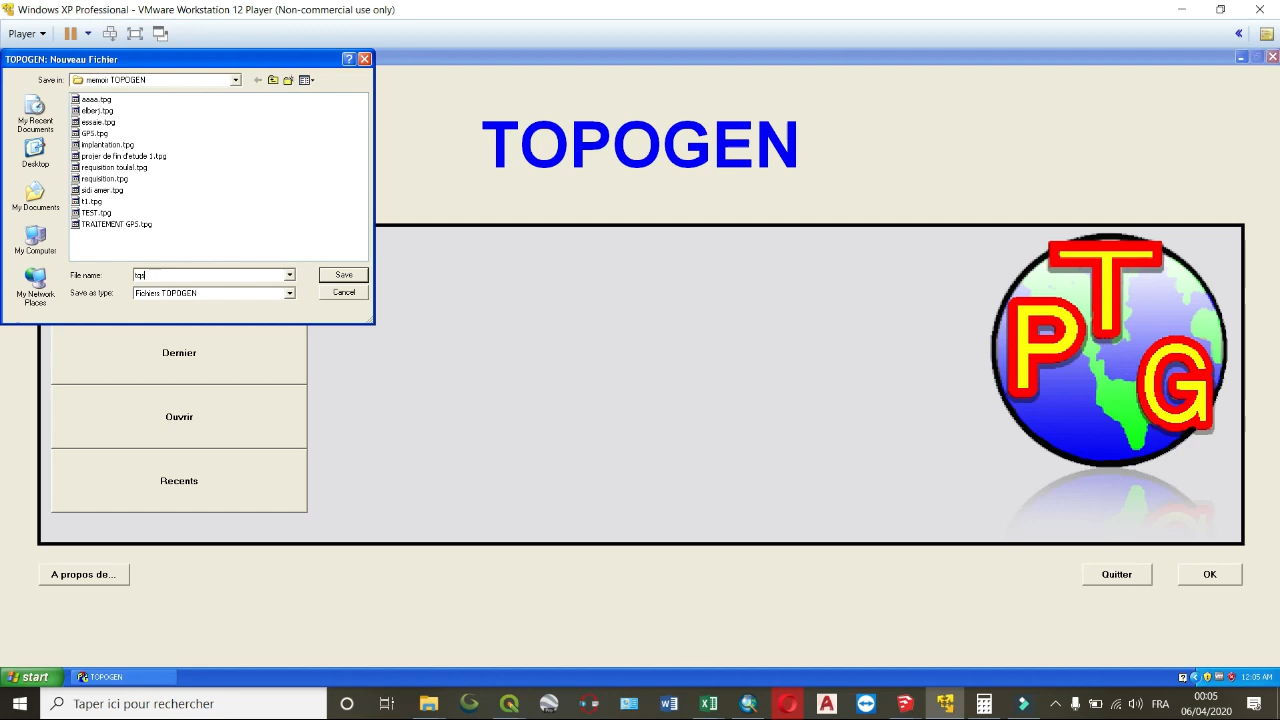 Windows XP Professional - VMware Workstation 12 Player (Non-commercial use only)
Player
TOPOGEN: Nouveau Fichier
Save in:
memori TOPOGEN
My Recent Documents
Desktop
My Documents
My Computer
My Network Places
aaaa.tpg
elberj.tpg
essaie.tpg
GPS.tpg
implantation.tpg
projer de fin d'etude 1.tpg
requisition toulal.tpg
requisition.tpg
sidi amer.tpg
t1.tpg
TEST.tpg
TRAITEMENT GPS.tpg
File name:
Save
Save as type:
Fichiers TOPOGEN
Cancel
TOPOGEN
PTG
Dernier
Ouvrir
Recents
A propos de...
Quitter
OK
start
TOPOGEN
12:05 AM
Taper ici pour rechercher
FRA
00:05
06/04/2020